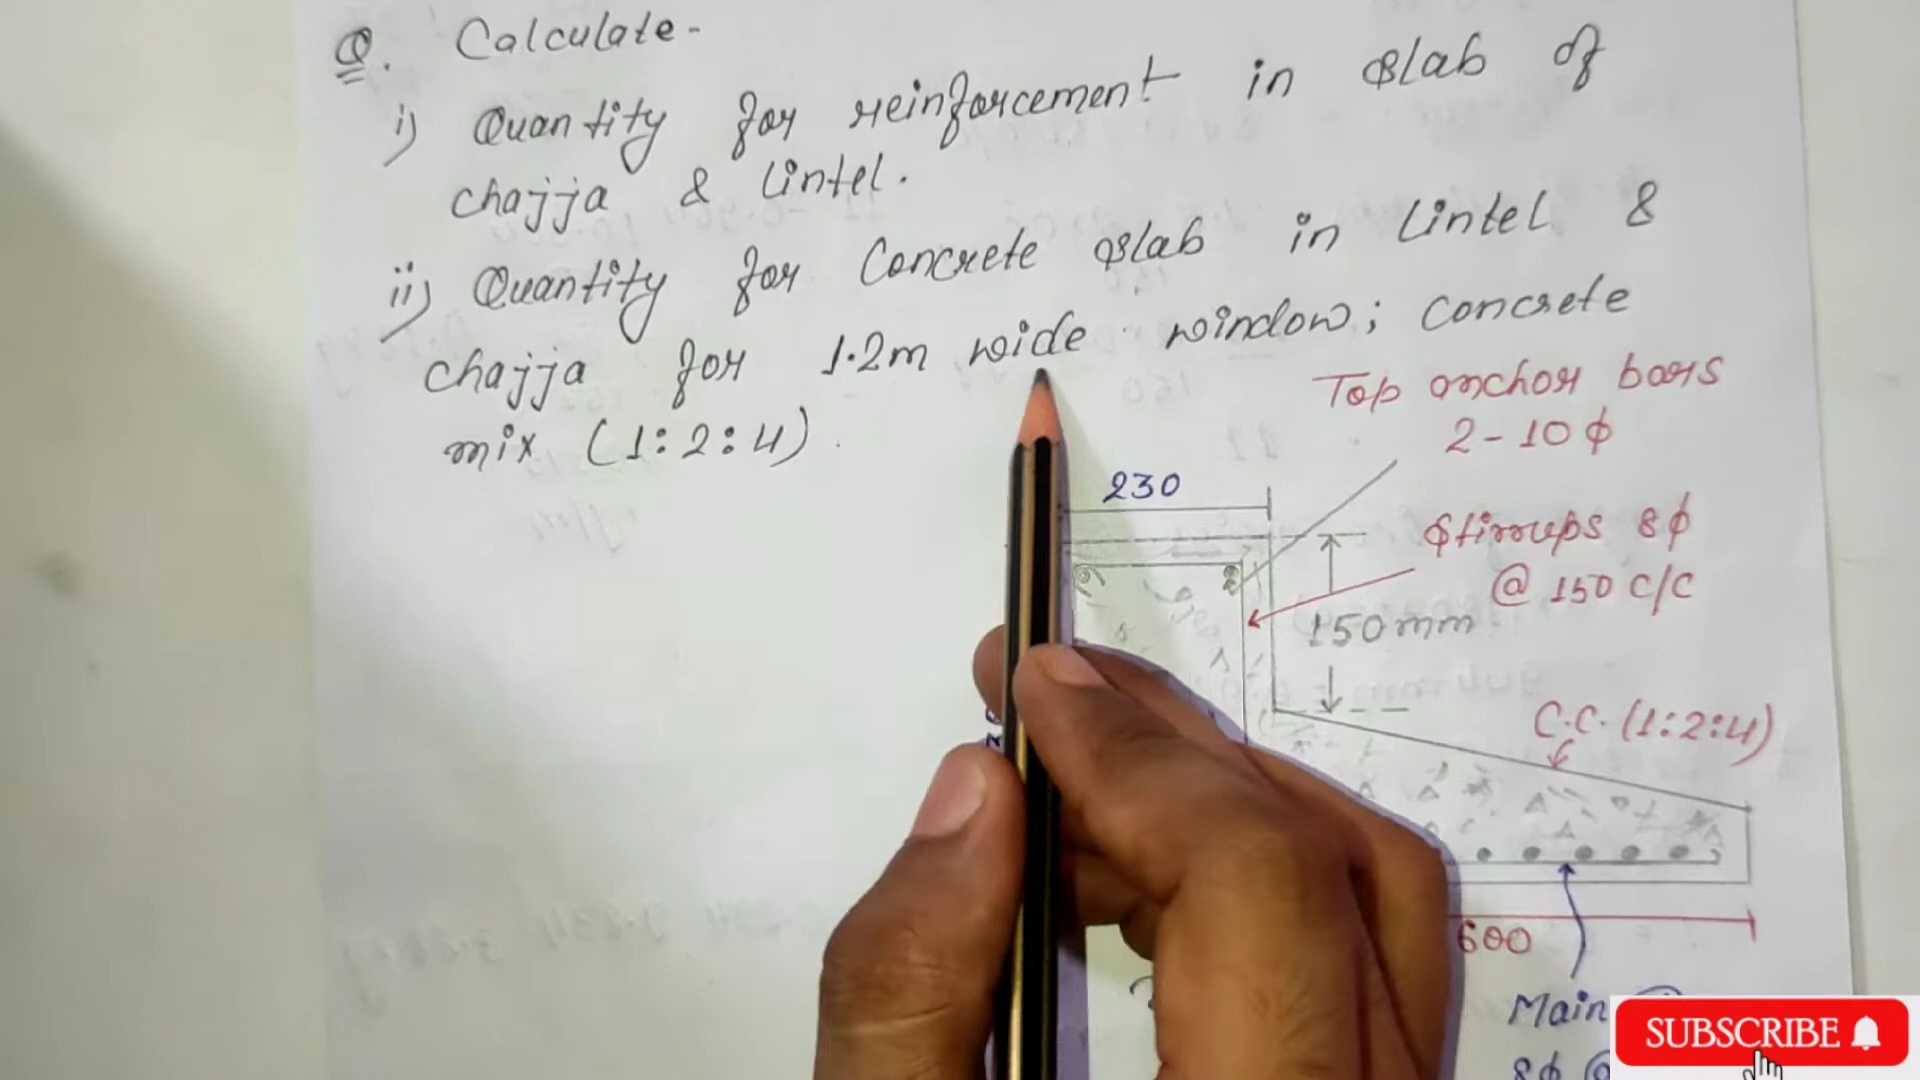 Q. Calculate -
i) Quantity for reinforcement in slab of
chajja & lintel.
ii) Quantity for Concrete slab in lintel &
chajja for 1.2m wide window; concrete
mix (1:2:4).
Top anchor bars
2-10ϕ
230
Stirrups 8ϕ
@ 150 C/C
150mm
C.C. (1:2:4)
600
Main
8ϕ @
SUBSCRIBE